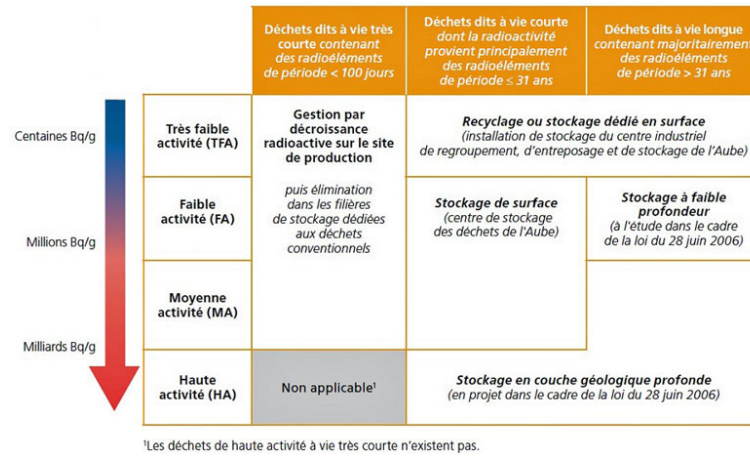 Déchets dits à vie très
courte contenant
des radioéléments
de période < 100 jours
Déchets dits à vie courte
dont la radioactivité
provient principalement
des radioéléments
de période ≤ 31 ans
Déchets dits à vie longue
contenant majoritairement
des radioéléments
de période > 31 ans
Centaines Bq/g
Très faible
activité (TFA)
Gestion par
décroissance
radioactive sur le site
de production
puis élimination
dans les filières
de stockage dédiées
aux déchets
conventionnels
Recyclage ou stockage dédié en surface
(installation de stockage du centre industriel
de regroupement, d'entreposage et de stockage de l'Aube)
Faible
activité (FA)
Stockage de surface
(centre de stockage
des déchets de l'Aube)
Stockage à faible
profondeur
(à l'étude dans le cadre
de la loi du 28 juin 2006)
Millions Bq/g
Moyenne
activité (MA)
Milliards Bq/g
Haute
activité (HA)
Non applicable¹
Stockage en couche géologique profonde
(en projet dans le cadre de la loi du 28 juin 2006)
¹Les déchets de haute activité à vie très courte n'existent pas.